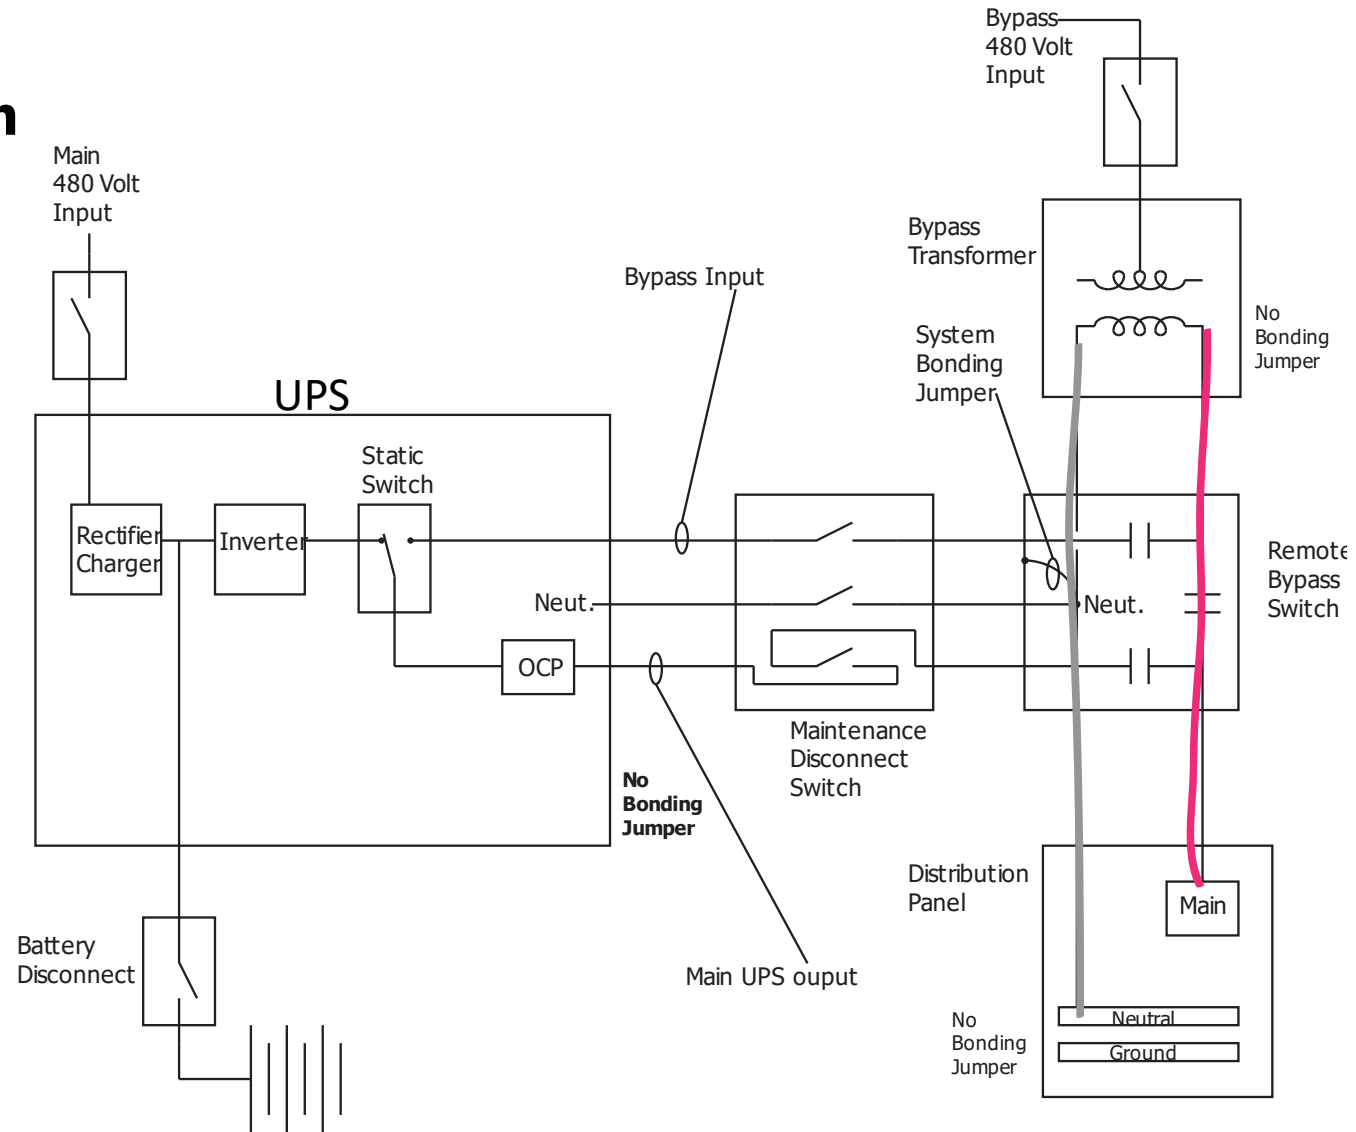 Bypass
480 Volt
Input
n
Main
480 Volt
Input
Bypass
Transformer
Bypass Input
No
Bonding
Jumper
System
Bonding
Jumper
UPS
Static
Switch
Rectifier
Charger
Inverter
Remote
Bypass
Switch
Neut.
Neut.
OCP
Maintenance
Disconnect
Switch
No
Bonding
Jumper
Distribution
Panel
Main
Battery
Disconnect
Main UPS ouput
No
Bonding
Jumper
Neutral
Ground